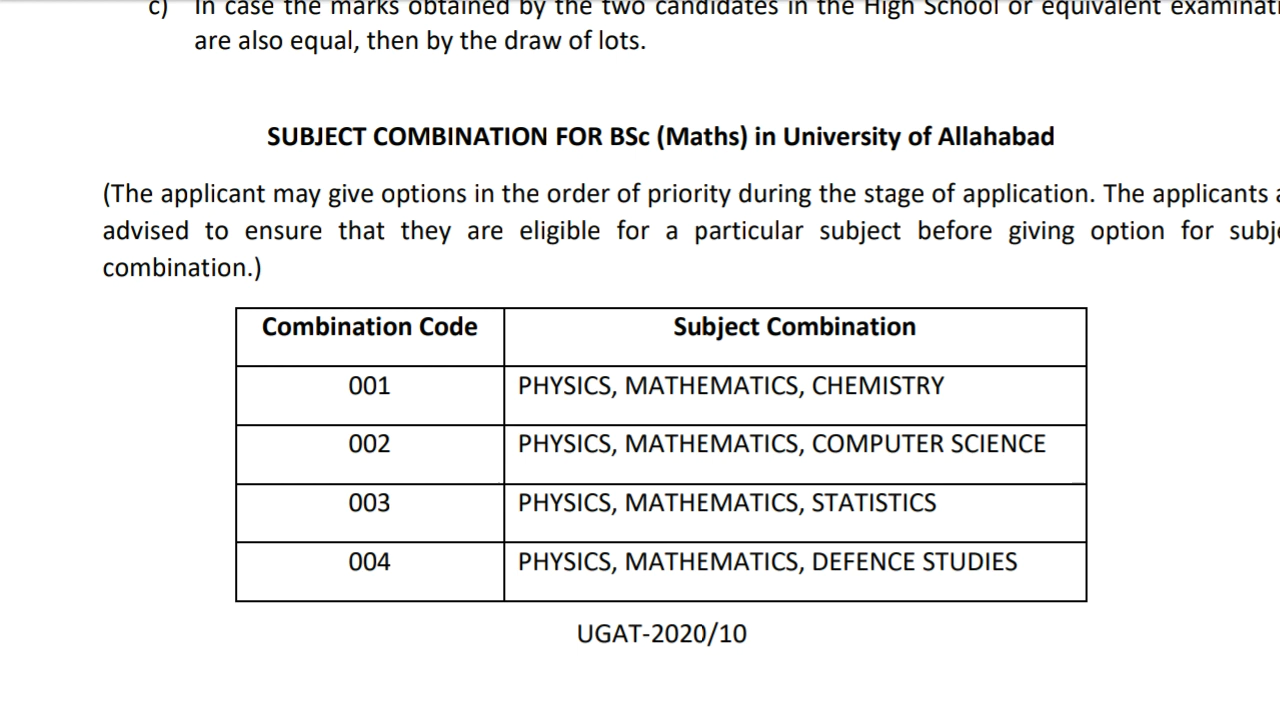 c) In case the marks obtained by the two candidates in the High School or equivalent
are also equal, then by the draw of lots.
SUBJECT COMBINATION FOR BSc (Maths) in University of Allahabad
(The applicant may give options in the order of priority during the stage of application. The applicants
advised to ensure that they are eligible for a particular subject before giving option for
combination.)
Combination Code Subject Combination
001 PHYSICS, MATHEMATICS, CHEMISTRY
002 PHYSICS, MATHEMATICS, COMPUTER SCIENCE
003 PHYSICS, MATHEMATICS, STATISTICS
004 PHYSICS, MATHEMATICS, DEFENCE STUDIES
UGAT-2020/10